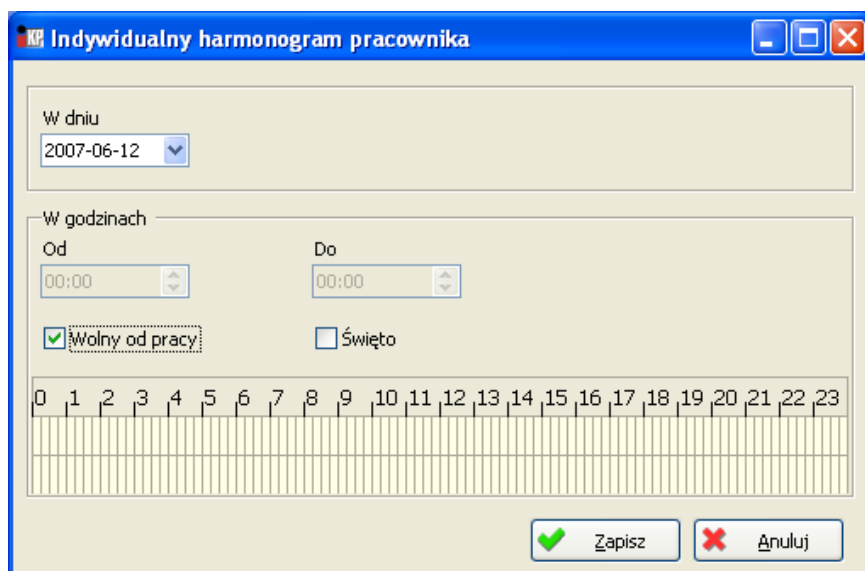 KP Indywidualny harmonogram pracownika
W dniu
2007-06-12
W godzinach
Od Do
00:00 00:00
Wolny od pracy Święto
0 1 2 3 4 5 6 7 8 9 10 11 12 13 14 15 16 17 18 19 20 21 22 23
Zapisz Anuluj